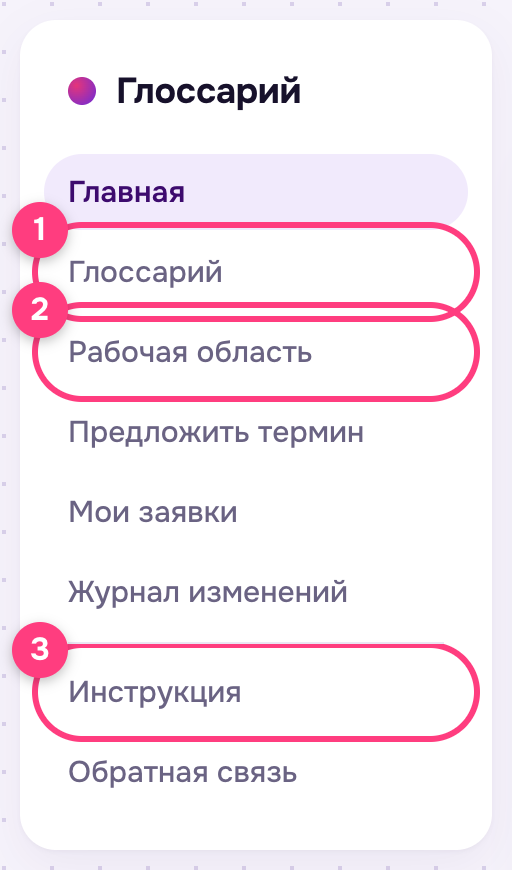 Глоссарий
Главная
1
Глоссарий
2
Рабочая область
Предложить термин
Мои заявки
Журнал изменений
3
Инструкция
Обратная связь